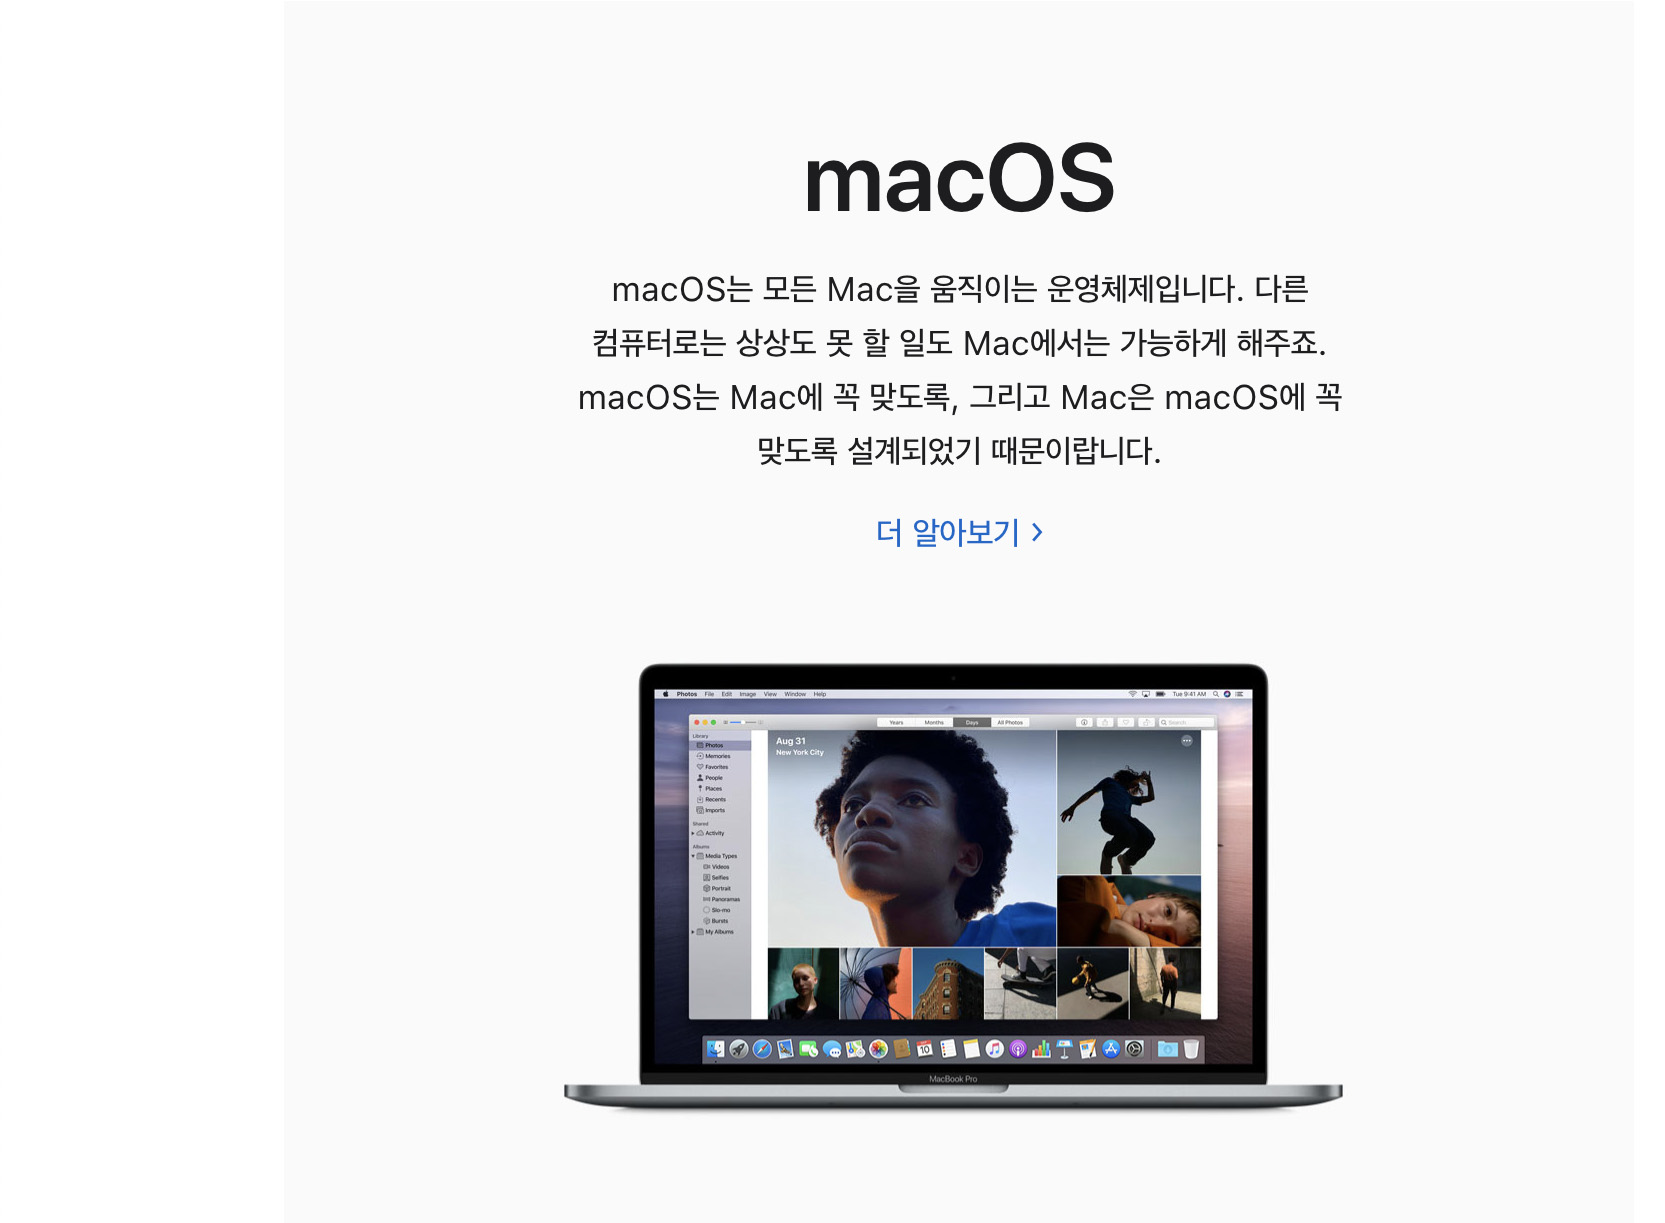 macOS
macOS는 모든 Mac을 움직이는 운영체제입니다. 다른
컴퓨터로는 상상도 못 할 일도 Mac에서는 가능하게 해주죠.
macOS는 Mac에 꼭 맞도록, 그리고 Mac은 macOS에 꼭
맞도록 설계되었기 때문이랍니다.
더 알아보기 >
Photos File Edit Image View Window Help Tue 9:41 AM
Years Months Days All Photos Search
Library
Photos
Memories
Favorites
People
Places
Recents
Imports
Shared
Activity
Albums
Media Types
Videos
Selfies
Portrait
Panoramas
Slo-mo
Bursts
My Albums
Aug 31
New York City
10
MacBook Pro